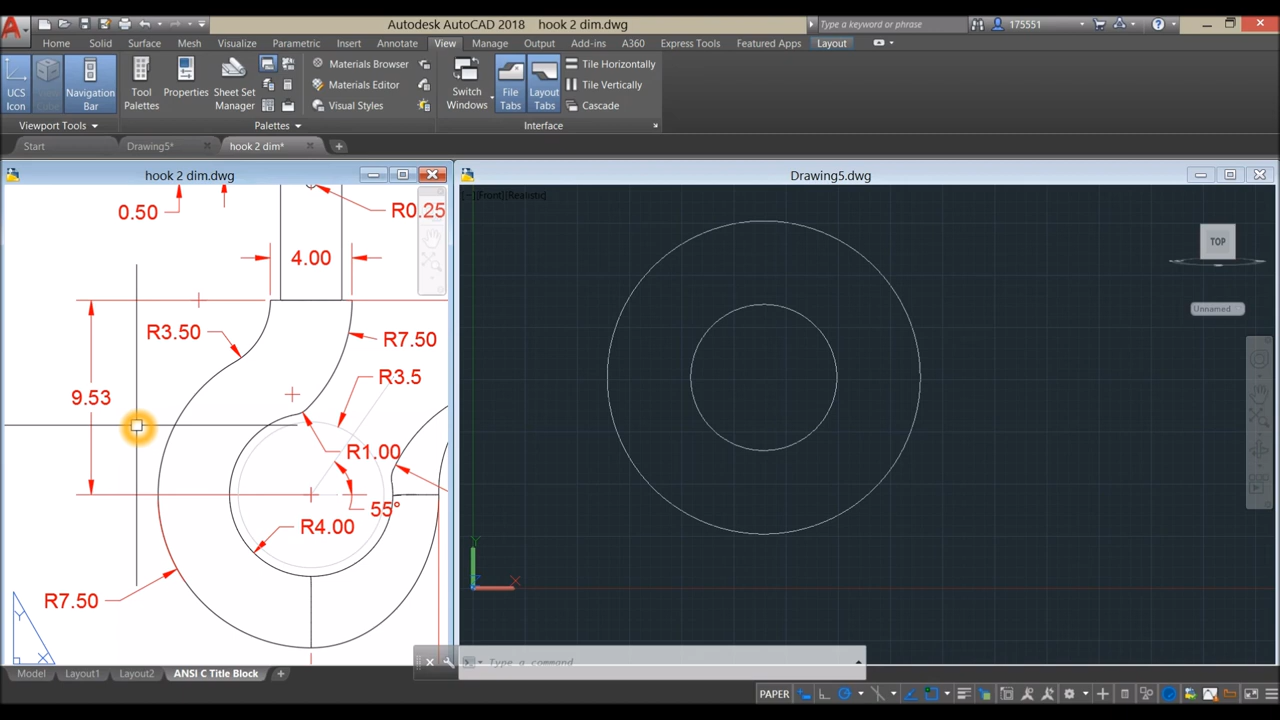 Autodesk AutoCAD 2018 hook 2 dim.dwg
Type a keyword or phrase
175551
Home Solid Surface Mesh Visualize Parametric Insert Annotate View Manage Output Add-ins A360 Express Tools Featured Apps Layout
UCS Icon
Navigation Bar
Viewport Tools
Tool Palettes
Properties
Sheet Set Manager
Materials Browser
Materials Editor
Visual Styles
Palettes
Switch Windows
File Tabs
Layout Tabs
Tile Horizontally
Tile Vertically
Cascade
Interface
Start Drawing5* hook 2 dim*
hook 2 dim.dwg
Drawing5.dwg
[−][Front][Realistic]
0.50
R0.25
4.00
R3.50
R7.50
R3.5
9.53
R1.00
55°
R4.00
R7.50
Y
X
TOP
Unnamed
Y
X
Type a command
Model Layout1 Layout2 ANSI C Title Block
PAPER